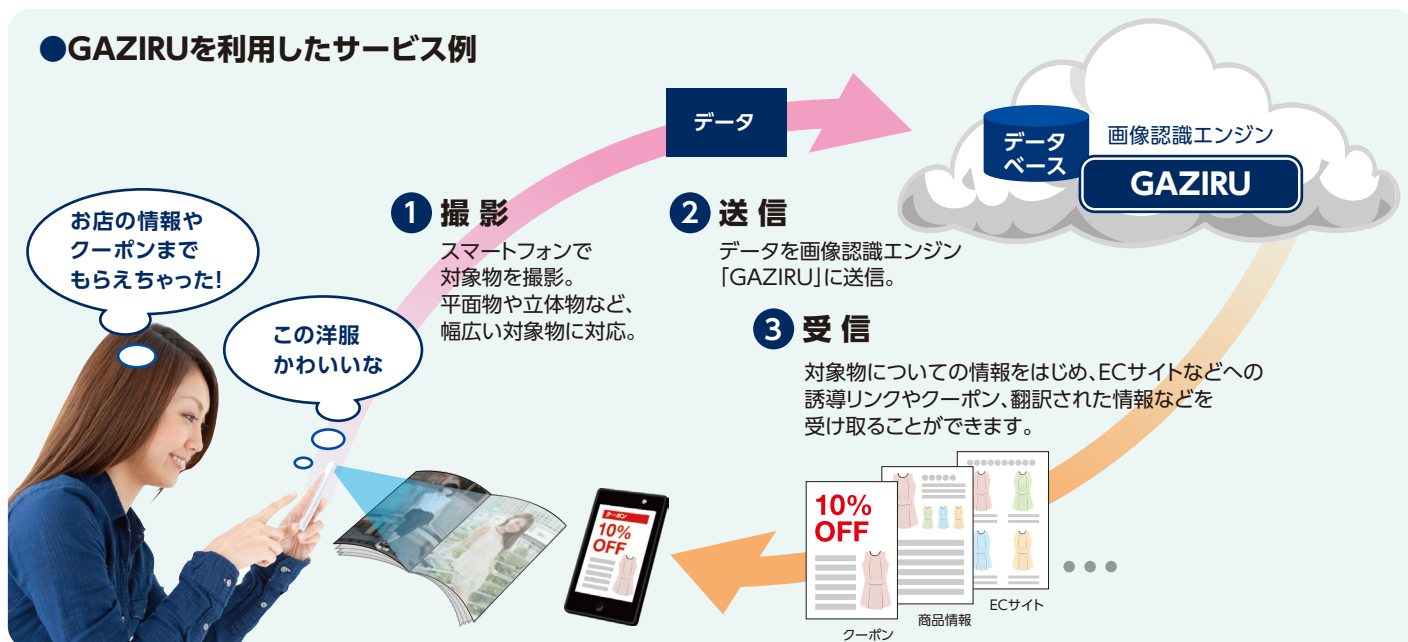 ●GAZIRUを利用したサービス例
データ
データ
ベース
画像認識エンジン
GAZIRU
お店の情報や
クーポンまで
もらえちゃった!
この洋服
かわいいな
1 撮影
スマートフォンで
対象物を撮影。
平面物や立体物など、
幅広い対象物に対応。
2 送信
データを画像認識エンジン
「GAZIRU」に送信。
3 受信
対象物についての情報をはじめ、ECサイトなどへの
誘導リンクやクーポン、翻訳された情報などを
受け取ることができます。
クーポン
10%
OFF
10%
OFF
クーポン
商品情報
ECサイト